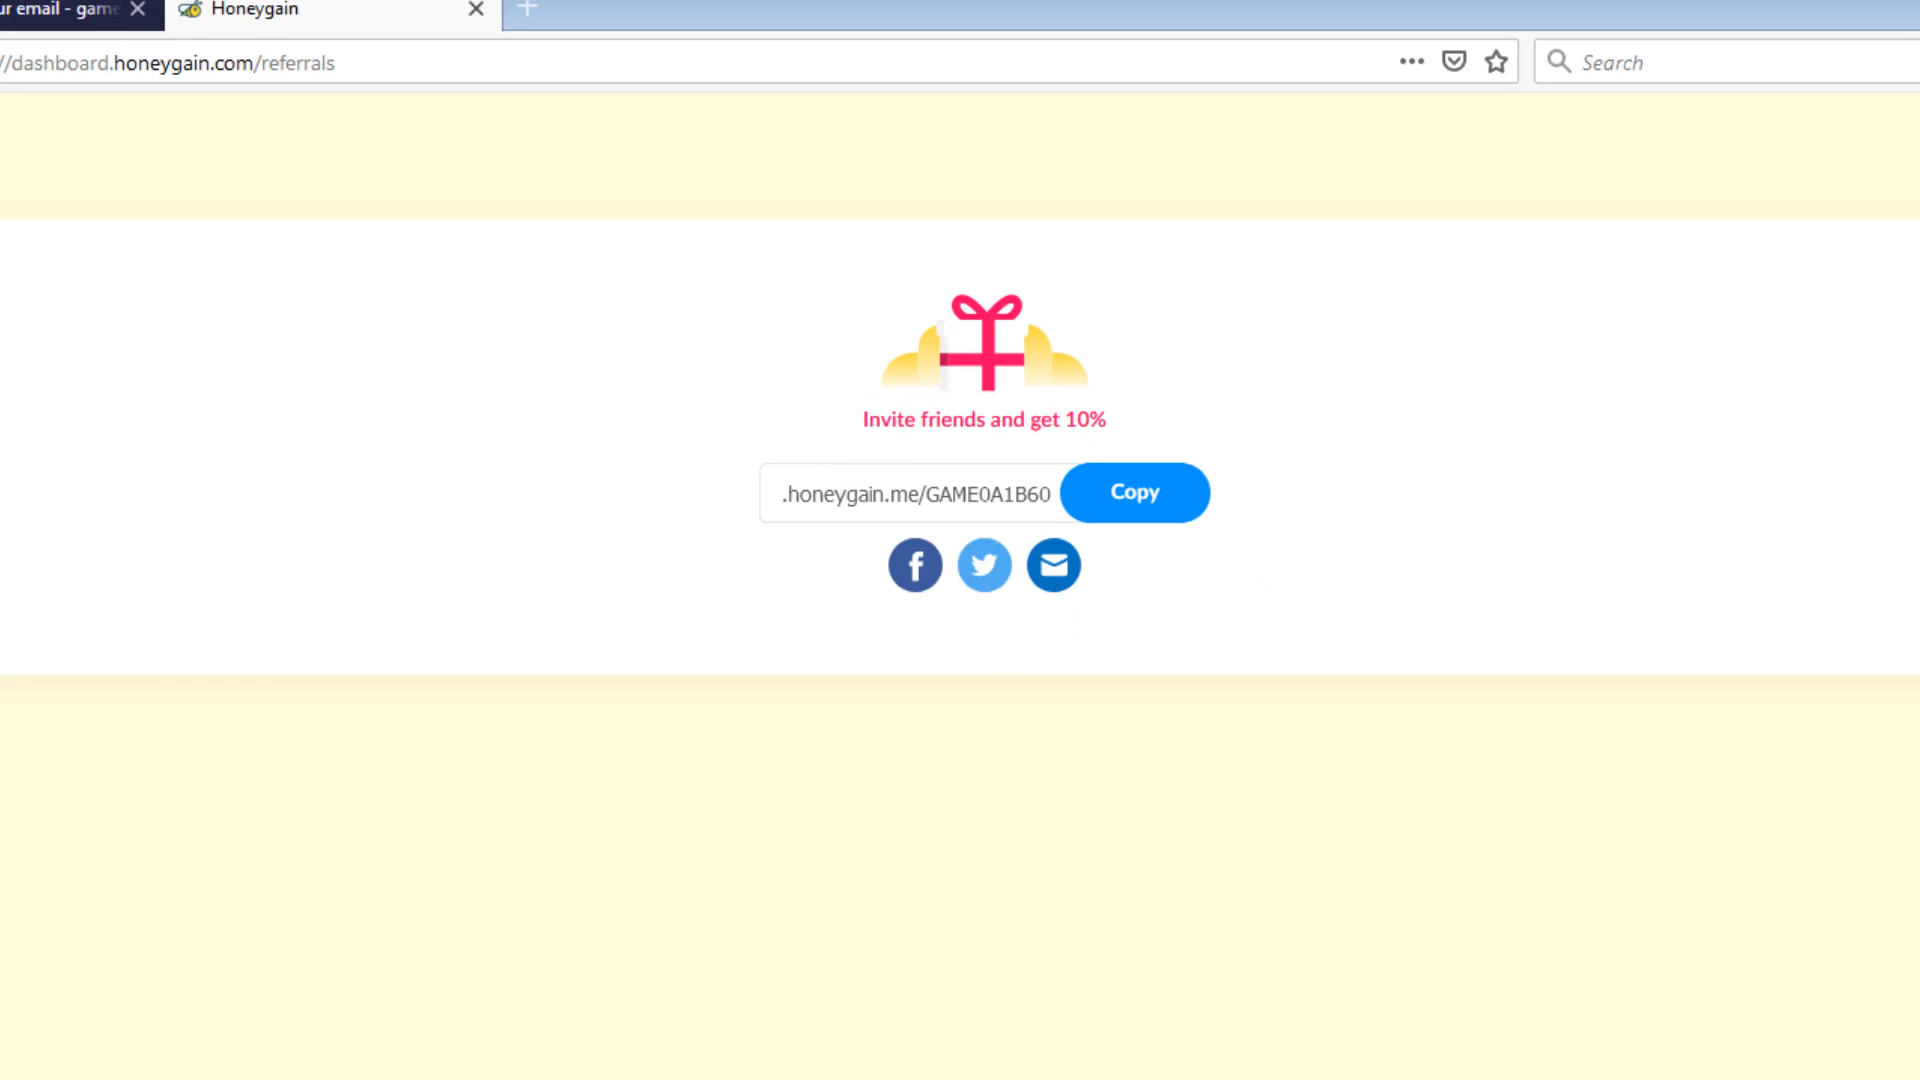 ur email - game
Honeygain
//dashboard.honeygain.com/referrals
Search
Invite friends and get 10%
.honeygain.me/GAME0A1B60
Copy